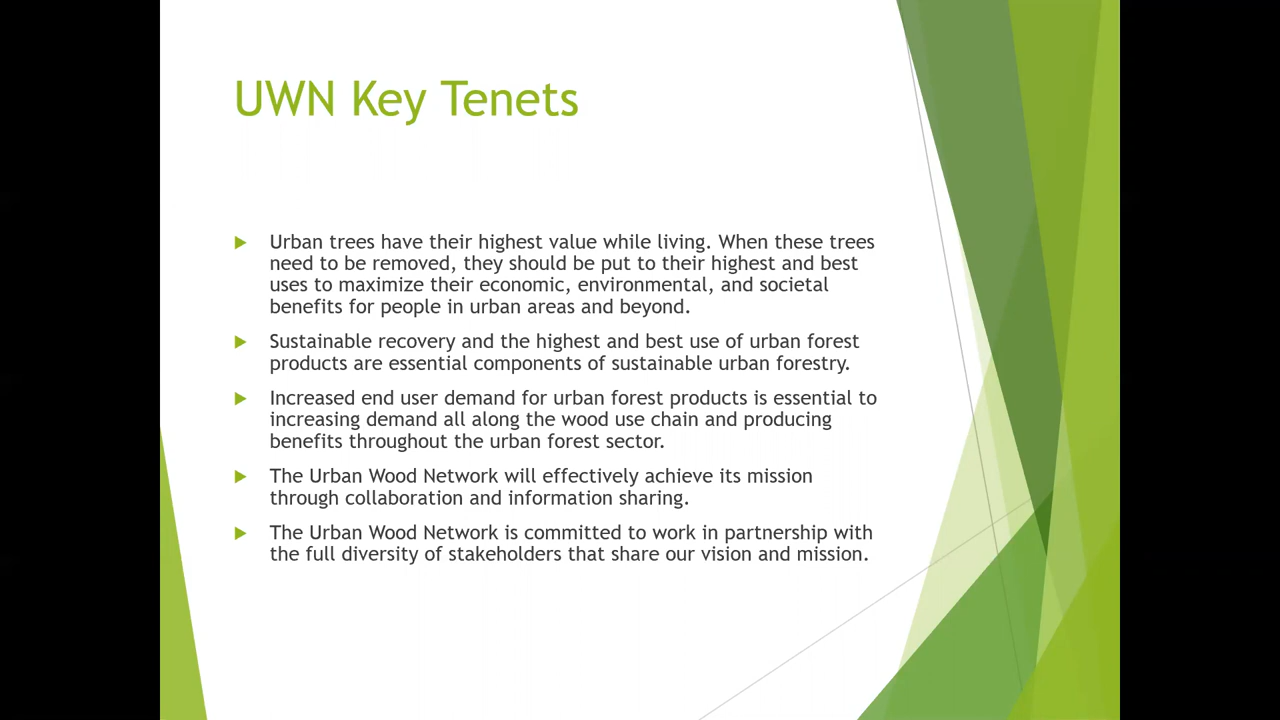 UWN Key Tenets
Urban trees have their highest value while living. When these trees
need to be removed, they should be put to their highest and best
uses to maximize their economic, environmental, and societal
benefits for people in urban areas and beyond.
Sustainable recovery and the highest and best use of urban forest
products are essential components of sustainable urban forestry.
Increased end user demand for urban forest products is essential to
increasing demand all along the wood use chain and producing
benefits throughout the urban forest sector.
The Urban Wood Network will effectively achieve its mission
through collaboration and information sharing.
The Urban Wood Network is committed to work in partnership with
the full diversity of stakeholders that share our vision and mission.